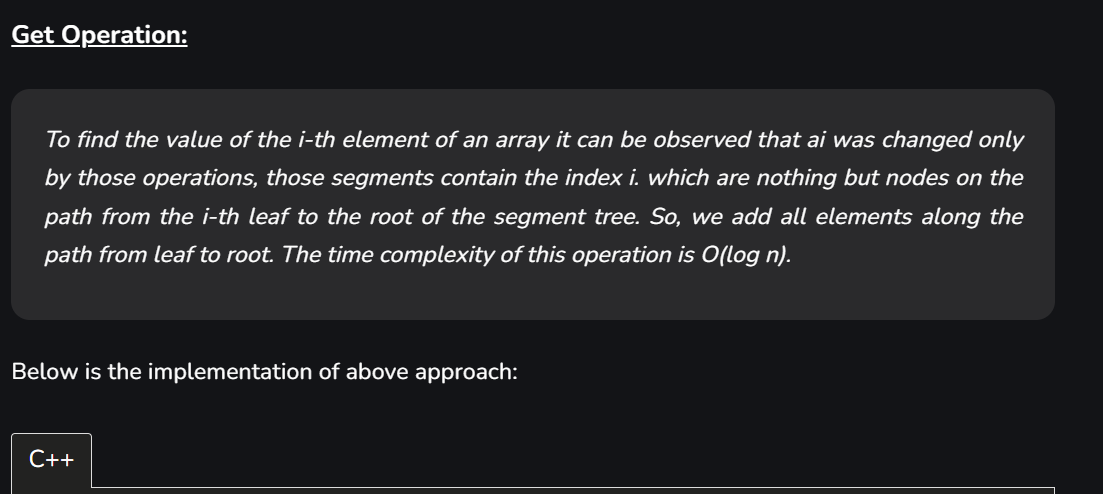 Get Operation:
To find the value of the i-th element of an array it can be observed that ai was changed only
by those operations, those segments contain the index i. which are nothing but nodes on the
path from the i-th leaf to the root of the segment tree. So, we add all elements along the
path from leaf to root. The time complexity of this operation is O(log n).
Below is the implementation of above approach:
C++